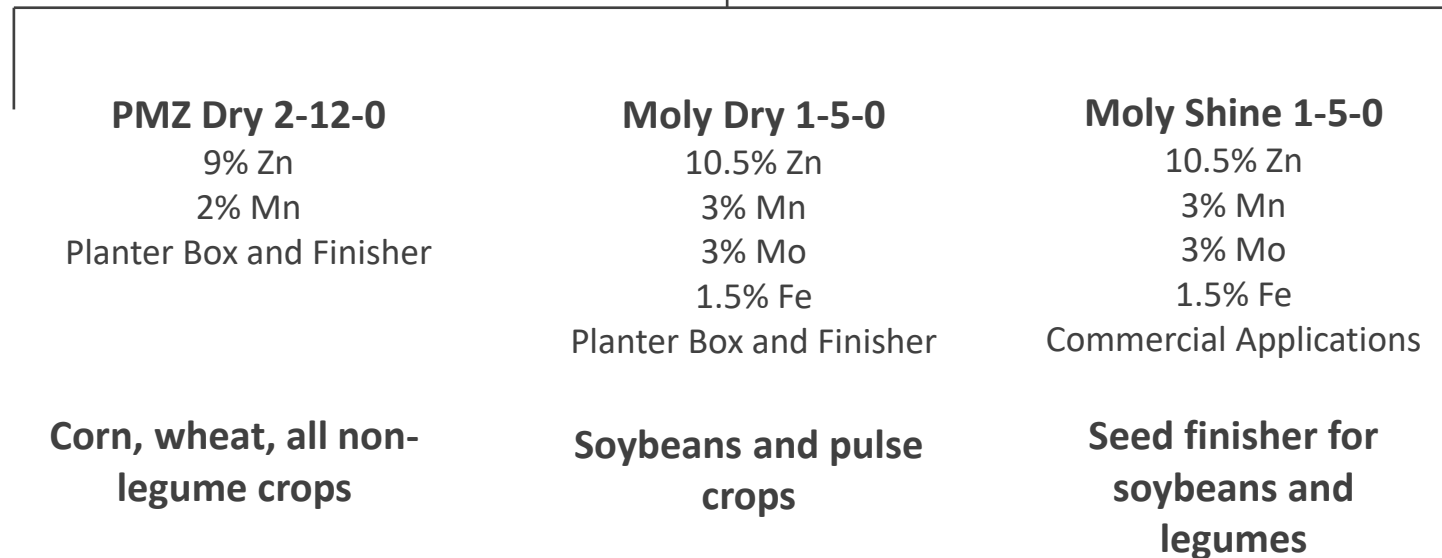 PMZ Dry 2-12-0
9% Zn
2% Mn
Planter Box and Finisher
Corn, wheat, all non-
legume crops
Moly Dry 1-5-0
10.5% Zn
3% Mn
3% Mo
1.5% Fe
Planter Box and Finisher
Soybeans and pulse
crops
Moly Shine 1-5-0
10.5% Zn
3% Mn
3% Mo
1.5% Fe
Commercial Applications
Seed finisher for
soybeans and
legumes